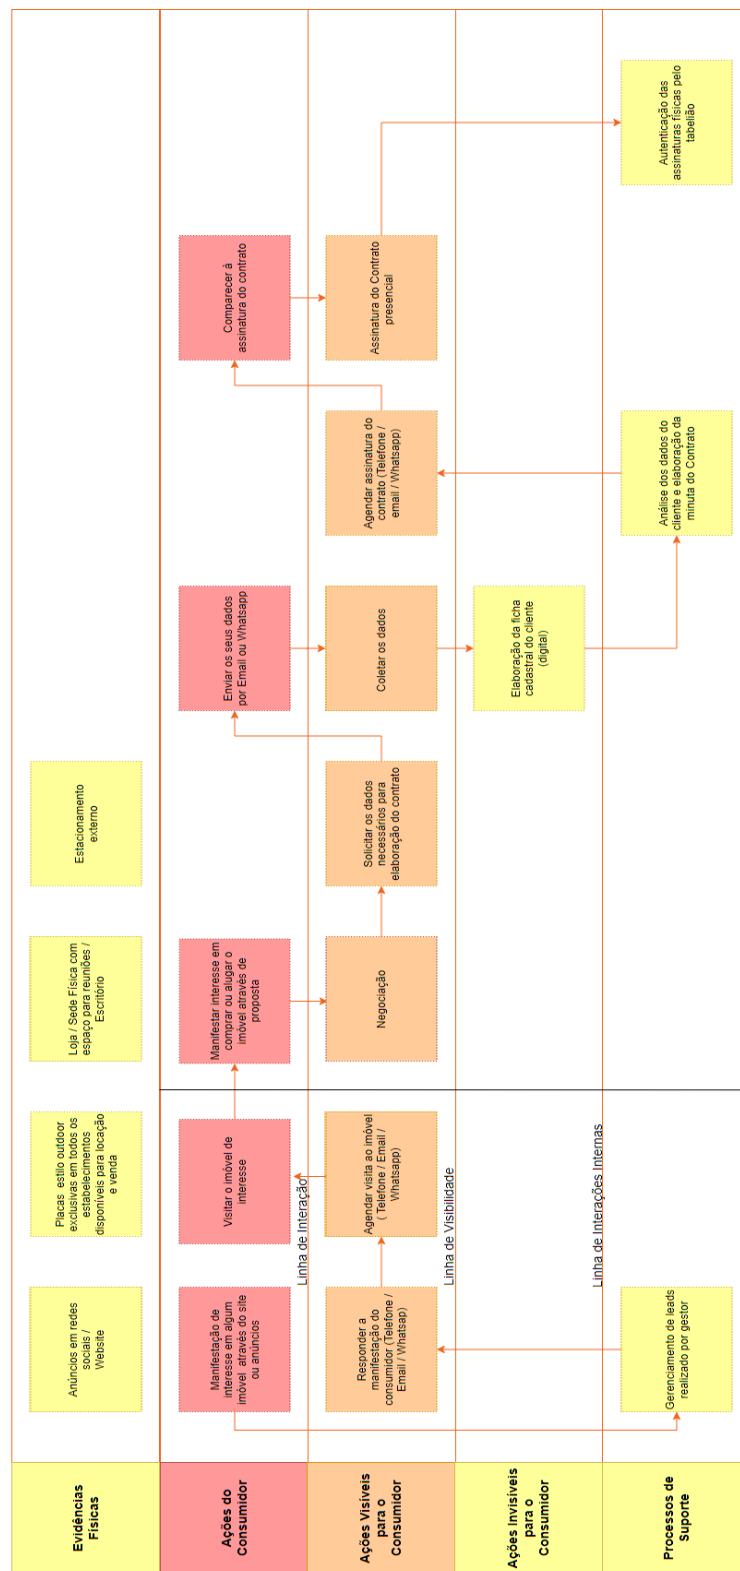 Evidências
Físicas
Anúncios em redes
sociais /
Website
Placas estilo outdoor
exclusivas em todos os
estabelecimentos
disponíveis para locação
e venda
Loja / Sede Física com
espaço para reuniões /
Escritório
Estacionamento
externo
Ações do
Consumidor
Manifestação de
interesse em algum
imóvel através do site
ou anúncios
Visitar o imóvel de
interesse
Manifestar interesse em
comprar ou alugar o
imóvel através de
proposta
Enviar os seus dados
por Email ou Whatsapp
Comparecer à
assinatura do contrato
Linha de Interação
Ações Visíveis
para o
Consumidor
Responder a
manifestação do
consumidor (Telefone /
Email / Whatsap)
Agendar visita ao imóvel
( Telefone / Email /
Whatsapp)
Negociação
Solicitar os dados
necessários para
elaboração do contrato
Coletar os dados
Agendar assinatura do
contrato (Telefone /
email / Whatsapp)
Assinatura do Contrato
presencial
Linha de Visibilidade
Ações Invisíveis
para o
Consumidor
Elaboração da ficha
cadastral do cliente
(digital)
Linha de Interações Internas
Processos de
Suporte
Gerenciamento de leads
realizado por gestor
Análise dos dados do
cliente e elaboração da
minuta do Contrato
Autenticação das
assinaturas físicas pelo
tabelião